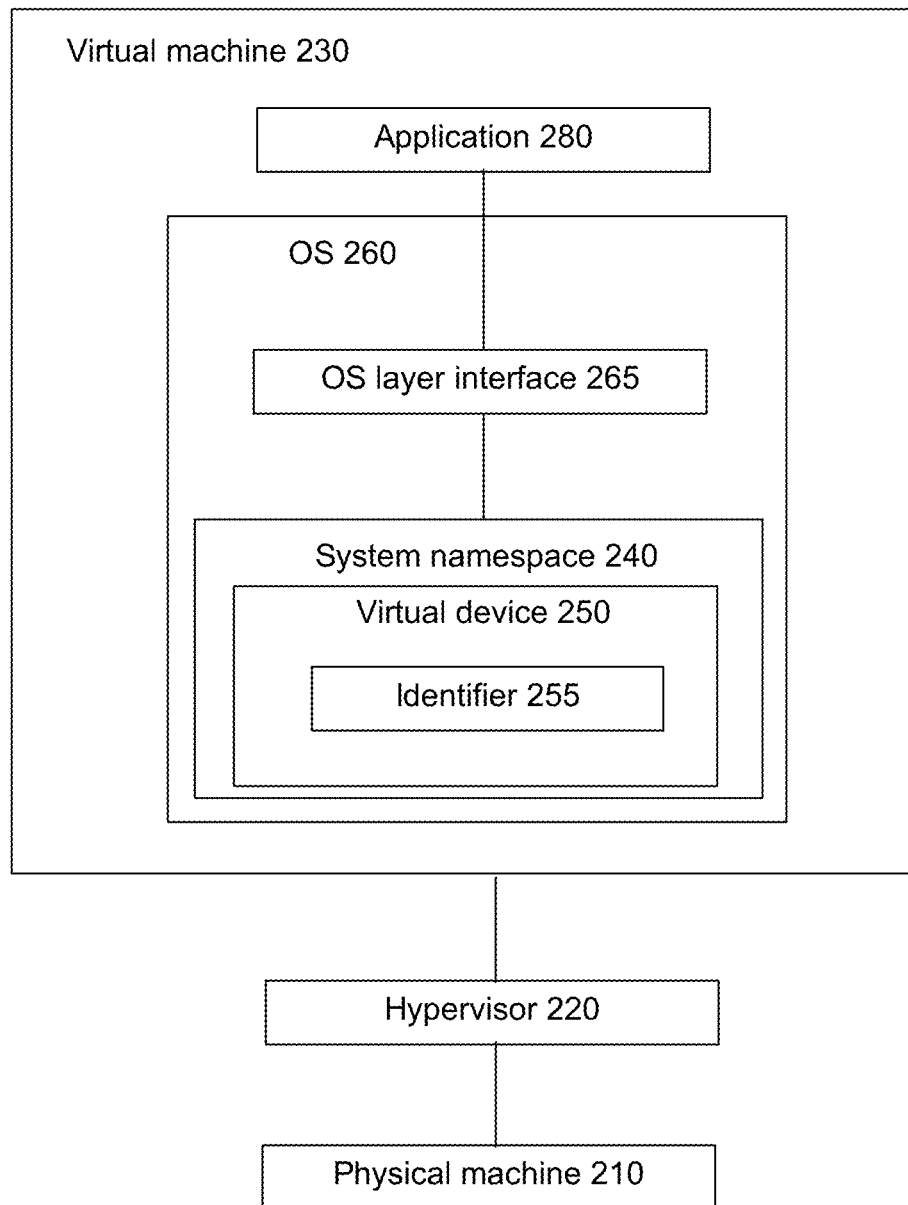 Virtual machine 230
Application 280
OS 260
OS layer interface 265
System namespace 240
Virtual device 250
Identifier 255
Hypervisor 220
Physical machine 210